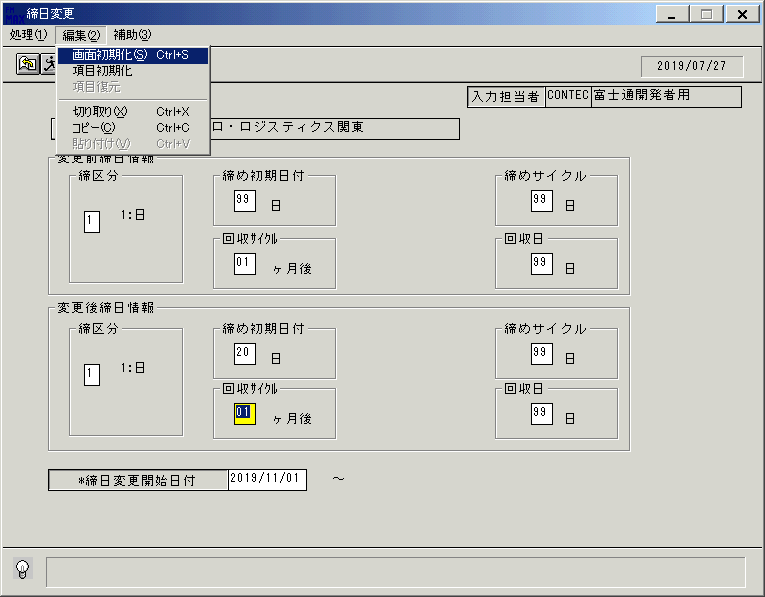 締日変更
処理(1) 編集(2) 補助(3)
画面初期化(S) Ctrl+S
項目初期化
項目復元
切り取り(X) Ctrl+X
コピー(C) Ctrl+C
貼り付け(V) Ctrl+V
2019/07/27
入力担当者 CONTEC 富士通開発者用
ロ・ロジスティクス関東
変更前締日情報
締区分 締め初期日付 締めサイクル
1 1:日 99 日 99 日
回収ｻｲｸﾙ 回収日
01 ヶ月後 99 日
変更後締日情報
締区分 締め初期日付 締めサイクル
1 1:日 20 日 99 日
回収ｻｲｸﾙ 回収日
01 ヶ月後 99 日
*締日変更開始日付 2019/11/01 ～